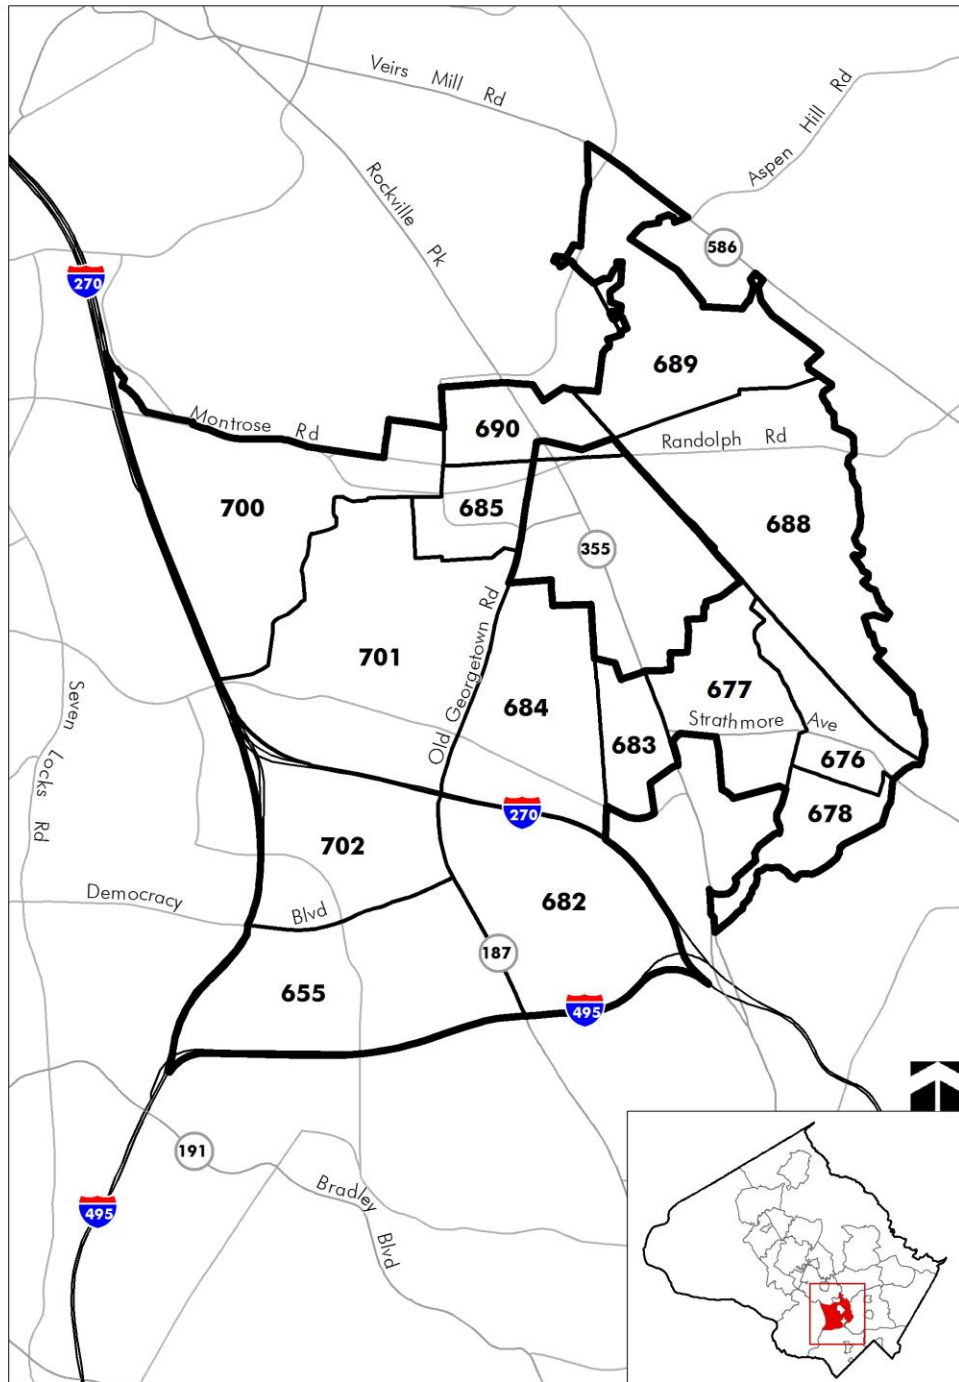 Veirs Mill Rd
Aspen Hill Rd
Rockville Pk
586
270
689
Montrose Rd
690
Randolph Rd
700
685
688
355
Old Georgetown Rd
701
677
Seven Locks Rd
684
Strathmore Ave
683
676
270
678
702
Democracy Blvd
682
187
655
495
191
Bradley Blvd
495